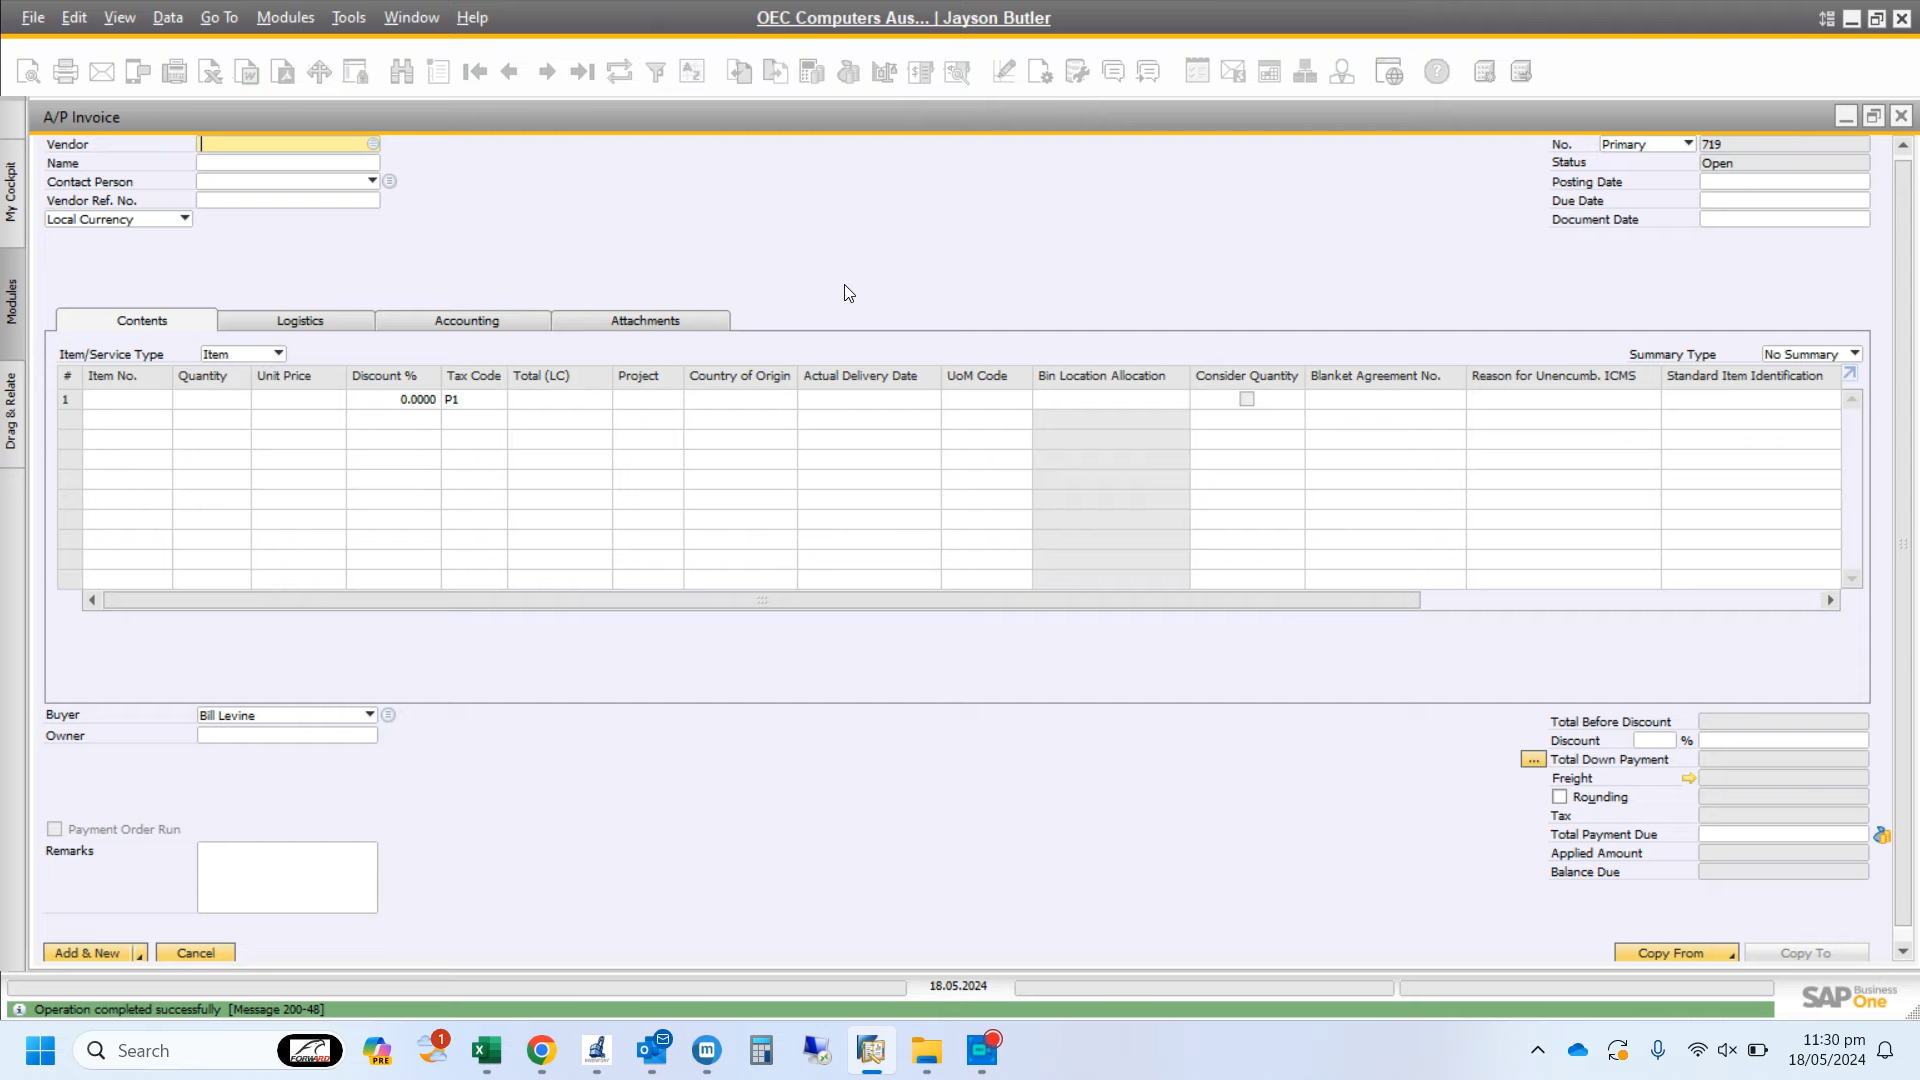 File Edit View Data Go To Modules Tools Window Help
OEC Computers Aus... | Jayson Butler
A/P Invoice
My Cockpit
Modules
Drag & Relate
Vendor
Name
Contact Person
Vendor Ref. No.
Local Currency
No. Primary 719
Status Open
Posting Date
Due Date
Document Date
Contents Logistics Accounting Attachments
Item/Service Type Item
Summary Type No Summary
# Item No. Quantity Unit Price Discount % Tax Code Total (LC) Project Country of Origin Actual Delivery Date UoM Code Bin Location Allocation Consider Quantity Blanket Agreement No. Reason for Unencumb. ICMS Standard Item Identification
1 0.0000 P1
Buyer Bill Levine
Owner
Payment Order Run
Remarks
Total Before Discount
Discount %
... Total Down Payment
Freight
Rounding
Tax
Total Payment Due
Applied Amount
Balance Due
Add & New Cancel
Copy From Copy To
18.05.2024
SAP Business One
Operation completed successfully [Message 200-48]
Search
FORWARD
PRE
1
11:30 pm
18/05/2024